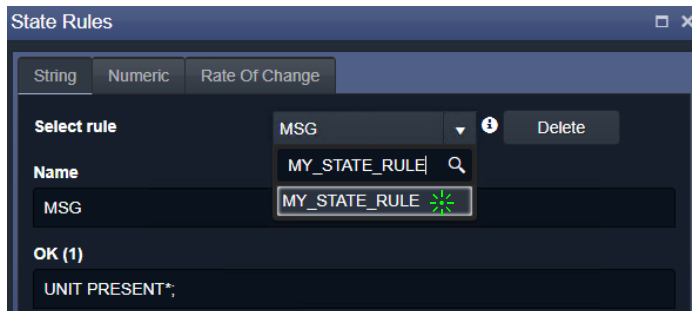 State Rules
String Numeric Rate Of Change
Select rule MSG Delete
MY_STATE_RULE
Name
MY_STATE_RULE
MSG
OK (1)
UNIT PRESENT*;